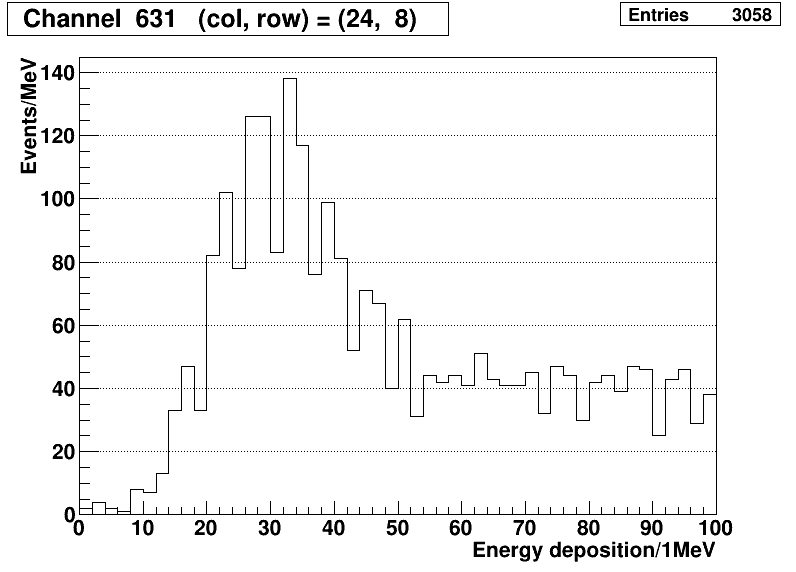 Channel 631 (col, row) = (24, 8)
Entries 3058
Events/MeV
140
120
100
80
60
40
20
0
0 10 20 30 40 50 60 70 80 90 100
Energy deposition/1MeV